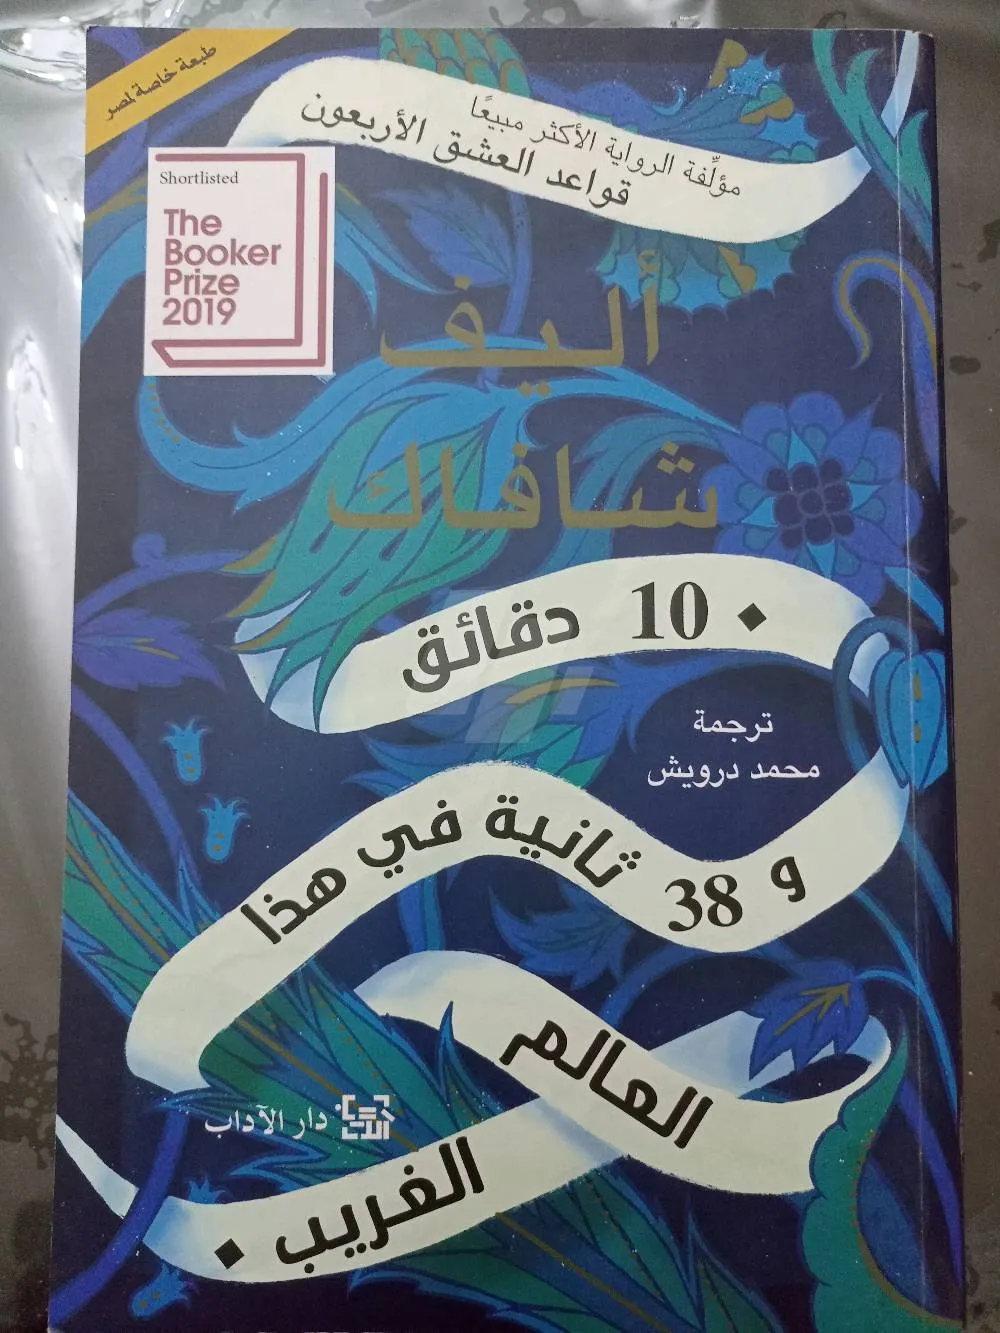 طبعة خاصة لمصر
مؤلِّفة الرواية الأكثر مبيعًا
قواعد العشق الأربعون
Shortlisted
The
Booker
Prize
2019
أليف
شافاك
10 دقائق
ترجمة
محمد درويش
و 38 ثانية في هذا
العالم
الغريب
دار الآداب